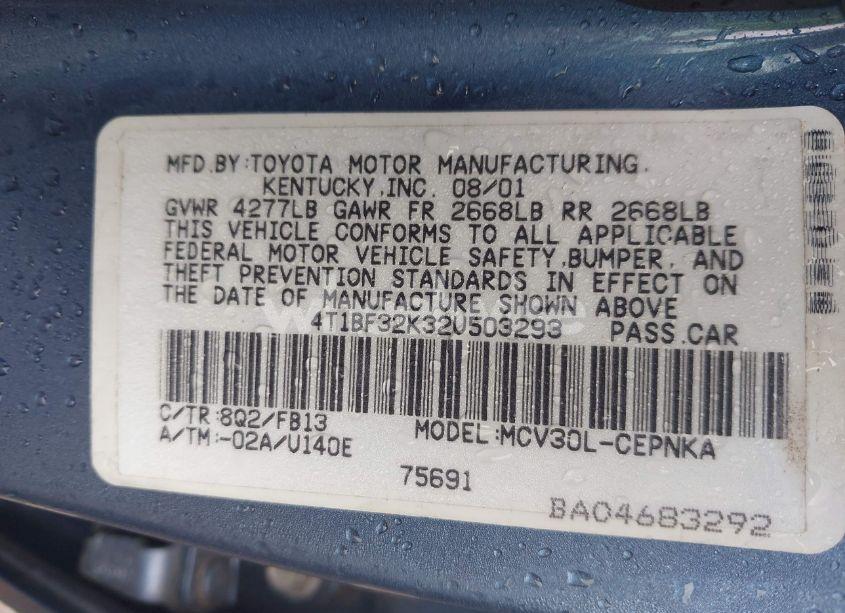 MFD.BY:TOYOTA MOTOR MANUFACTURING.
KENTUCKY,INC. 08/01
GVWR 4277LB GAWR FR 2668LB RR 2668LB
THIS VEHICLE CONFORMS TO ALL APPLICABLE
FEDERAL MOTOR VEHICLE SAFETY,BUMPER, AND
THEFT PREVENTION STANDARDS IN EFFECT ON
THE DATE OF MANUFACTURE SHOWN ABOVE
4T1BF32K32U503293 PASS.CAR
C/TR:8Q2/FB13
A/TM:-02A/U140E
MODEL:MCV30L-CEPNKA
75691
BA04683292